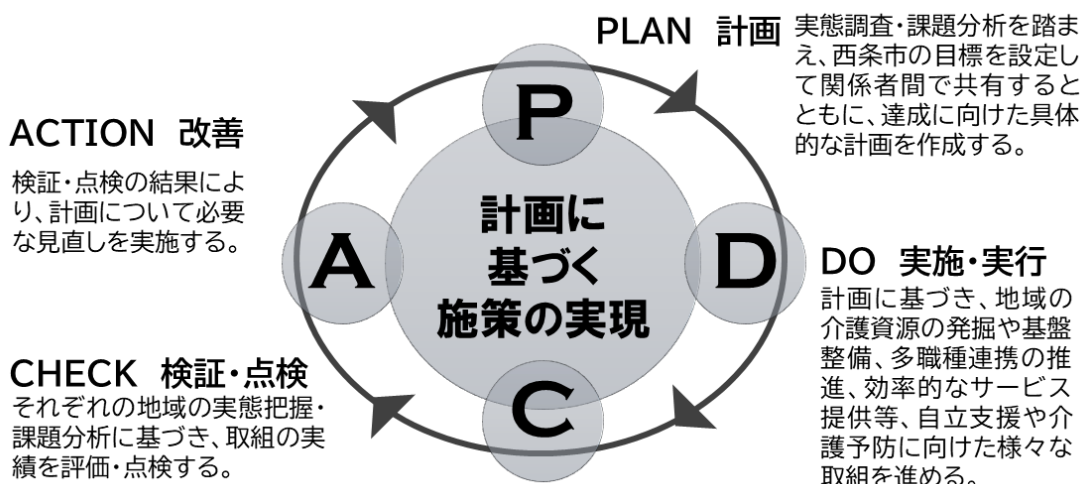 PLAN 計画
実態調査・課題分析を踏ま
え、西条市の目標を設定し
て関係者間で共有すると
ともに、達成に向けた具体
的な計画を作成する。
P
ACTION 改善
検証・点検の結果によ
り、計画について必要
な見直しを実施する。
A
計画に
基づく
施策の実現
D
DO 実施・実行
計画に基づき、地域の
介護資源の発掘や基盤
整備、多職種連携の推
進、効率的なサービス
提供等、自立支援や介
護予防に向けた様々な
取組を進める。
CHECK 検証・点検
それぞれの地域の実態把握・
課題分析に基づき、取組の実
績を評価・点検する。
C